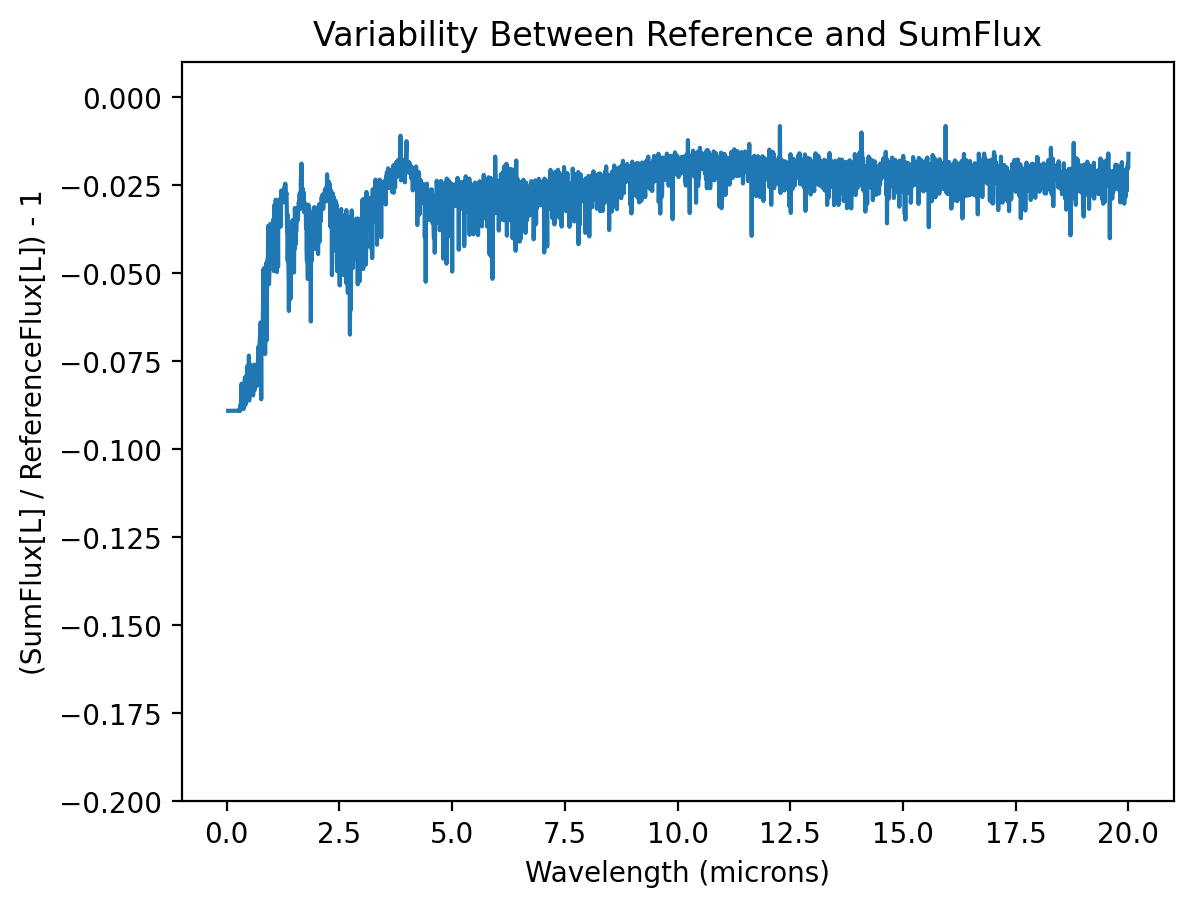 Variability Between Reference and SumFlux
(SumFlux[L] / ReferenceFlux[L]) - 1
0.000
−0.025
−0.050
−0.075
−0.100
−0.125
−0.150
−0.175
−0.200
0.0 2.5 5.0 7.5 10.0 12.5 15.0 17.5 20.0
Wavelength (microns)